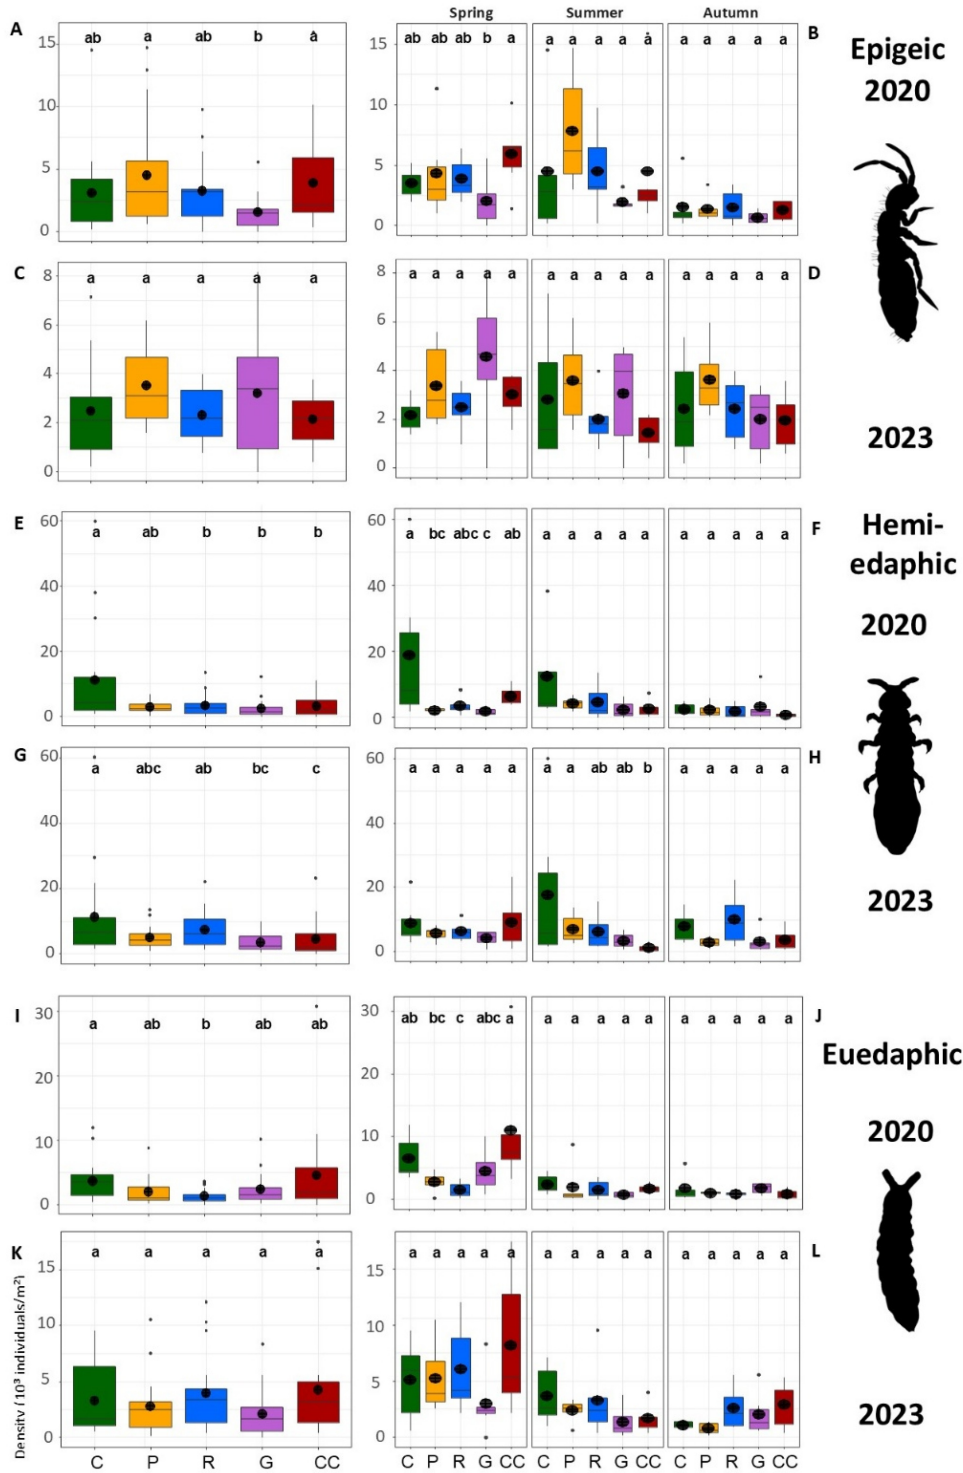 Spring Summer Autumn
A ab a ab b a
15
10
5
0
ab ab ab b a a a a a a a a a a a B
15
10
5
0
Epigeic
2020
C a a a a a
8
6
4
2
0
a a a a a a a a a a a a a a a D
8
6
4
2
0
2023
E a ab b b b
60
40
20
0
a bc abc c ab a a a a a a a a a a F
60
40
20
0
Hemi-
edaphic
2020
G a abc ab bc c
60
40
20
0
a a a a a a a ab ab b a a a a a H
60
40
20
0
2023
I a ab b ab ab
30
20
10
0
ab bc c abc a a a a a a a a a a a J
30
20
10
0
Euedaphic
2020
K a a a a a
15
10
5
0
a a a a a a a a a a a a a a a L
15
10
5
0
2023
Density (10³ individuals/m²)
C P R G CC C P R G CC C P R G CC C P R G CC